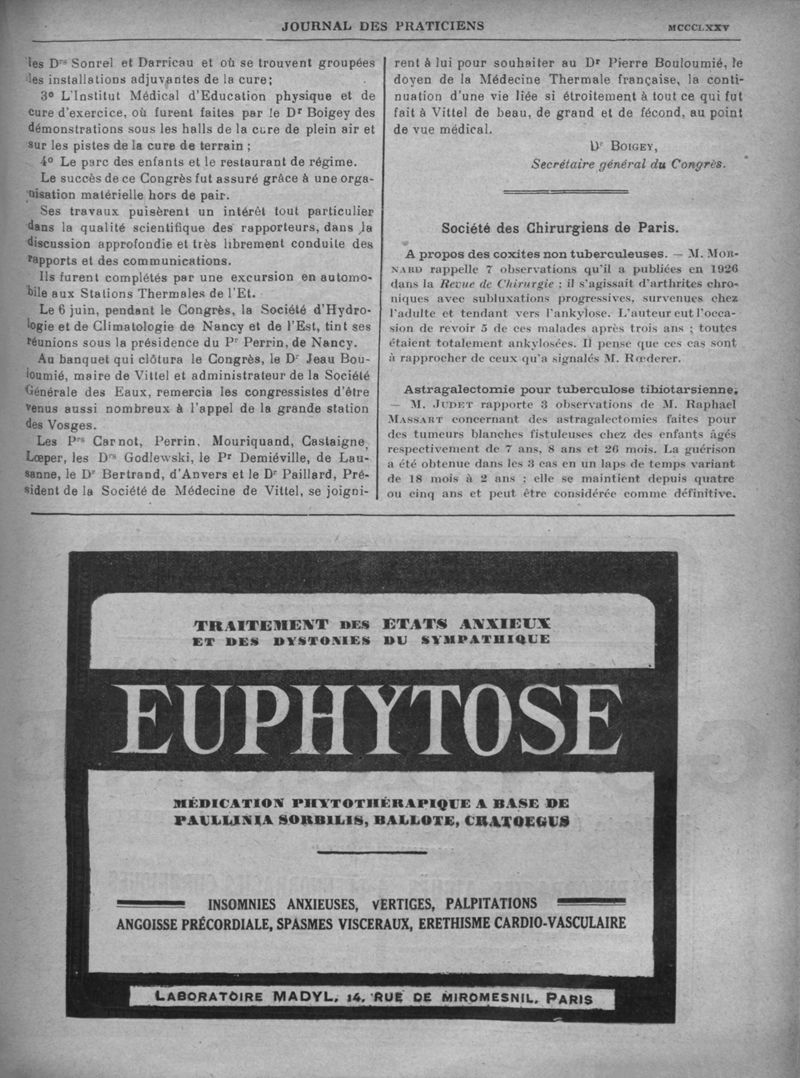 JOURNAL DES PRATICIENS
MCCCLXXV
les Drs Sonrel et Darricau et où se trouvent groupées
les installations adjuvantes de la cure;
3° L'Institut Médical d'Education physique et de
cure d'exercice, où furent faites par le Dr Boigey des
démonstrations sous les halls de la cure de plein air et
sur les pistes de la cure de terrain ;
4° Le parc des enfants et le restaurant de régime.
Le succès de ce Congrès fut assuré grâce à une orga-
nisation matérielle hors de pair.
Ses travaux puisèrent un intérêt tout particulier
dans la qualité scientifique des rapporteurs, dans la
discussion approfondie et très librement conduite des
rapports et des communications.
Ils furent complétés par une excursion en automo-
bile aux Stations Thermales de l'Et.
Le 6 juin, pendant le Congrès, la Société d'Hydro-
logie et de Climatologie de Nancy et de l'Est, tint ses
réunions sous la présidence du Pr Perrin, de Nancy.
Au banquet qui clôtura le Congrès, le Dr Jeau Bou-
loumié, maire de Vittel et administrateur de la Société
Générale des Eaux, remercia les congressistes d'être
venus aussi nombreux à l'appel de la grande station
des Vosges.
Les Prs Carnot, Perrin, Mouriquand, Castaigne,
Lœper, les Drs Godlewski, le Pr Demiéville, de Lau-
sanne, le Dr Bertrand, d'Anvers et le Dr Paillard, Pré-
sident de la Société de Médecine de Vittel, se joigni-
rent à lui pour souhaiter au Dr Pierre Bouloumié, le
doyen de la Médecine Thermale française, la conti-
nuation d'une vie liée si étroitement à tout ce qui fut
fait à Vittel de beau, de grand et de fécond, au point
de vue médical.
Dr BOIGEY,
Secrétaire général du Congrès.
Société des Chirurgiens de Paris.
A propos des coxites non tuberculeuses. — M. MOR-
NARD rappelle 7 observations qu'il a publiées en 1926
dans la Revue de Chirurgie ; il s'agissait d'arthrites chro-
niques avec subluxations progressives, survenues chez
l'adulte et tendant vers l'ankylose. L'auteur eut l'occa-
sion de revoir 5 de ces malades après trois ans ; toutes
étaient totalement ankylosées. Il pense que ces cas sont
à rapprocher de ceux qu'a signalés M. Rœderer.
Astragalectomie pour tuberculose tibiotarsienne.
— M. JUDET rapporte 3 observations de M. Raphael
MASSART concernant des astragalectomies faites pour
des tumeurs blanches fistuleuses chez des enfants âgés
respectivement de 7 ans, 8 ans et 26 mois. La guérison
a été obtenue dans les 3 cas en un laps de temps variant
de 18 mois à 2 ans ; elle se maintient depuis quatre
ou cinq ans et peut être considérée comme définitive.
TRAITEMENT DES ETATS ANXIEUX
ET DES DYSTONIES DU SYMPATHIQUE
EUPHYTOSE
MÉDICATION PHYTOTHÉRAPIQUE A BASE DE
PAULLINIA SORBILIS, BALLOTE, CRATOEGUS
INSOMNIES ANXIEUSES, VERTIGES, PALPITATIONS
ANGOISSE PRÉCORDIALE, SPASMES VISCERAUX, ERETHISME CARDIO-VASCULAIRE
LABORATOIRE MADYL, 14, RUE DE MIROMESNIL, PARIS